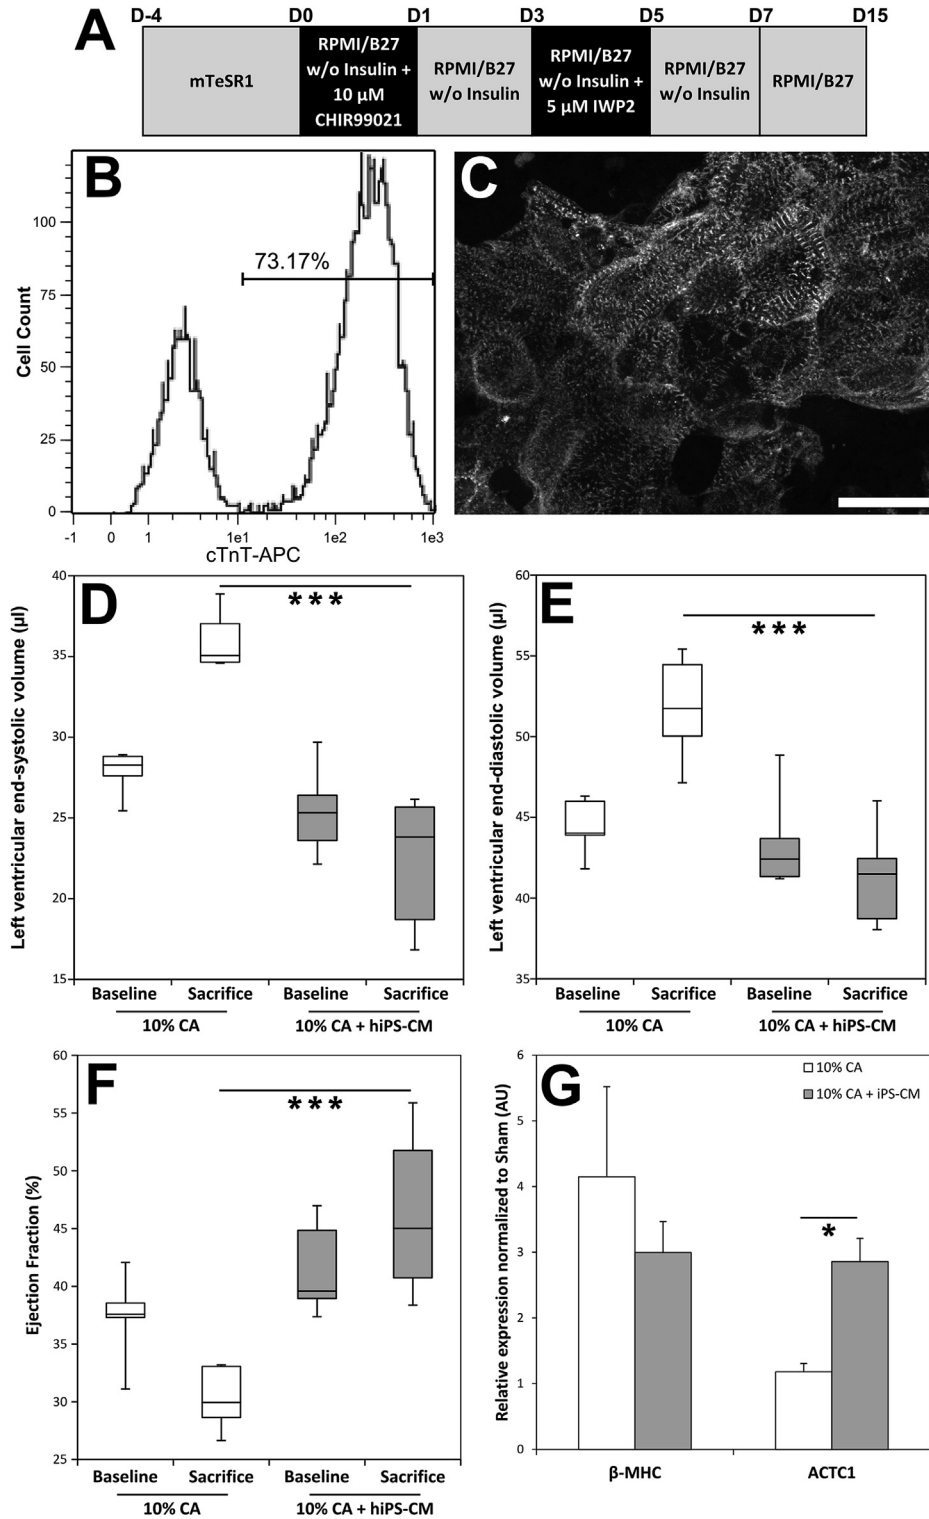 A
D-4 D0 D1 D3 D5 D7 D15
mTeSR1
RPMI/B27
w/o Insulin +
10 µM
CHIR99021
RPMI/B27
w/o Insulin
RPMI/B27
w/o Insulin +
5 µM IWP2
RPMI/B27
w/o Insulin
RPMI/B27
B
Cell Count
100
75
50
25
0
73.17%
-1 0 1 1e1 1e2 1e3
cTnT-APC
C
D
Left ventricular end-systolic volume (µl)
40
35
30
25
20
15
***
Baseline Sacrifice Baseline Sacrifice
10% CA 10% CA + hiPS-CM
E
Left ventricular end-diastolic volume (µl)
60
55
50
45
40
35
***
Baseline Sacrifice Baseline Sacrifice
10% CA 10% CA + hiPS-CM
F
Ejection Fraction (%)
60
55
50
45
40
35
30
25
***
Baseline Sacrifice Baseline Sacrifice
10% CA 10% CA + hiPS-CM
G
Relative expression normalized to Sham (AU)
6
5
4
3
2
1
0
10% CA
10% CA + iPS-CM
*
β-MHC ACTC1